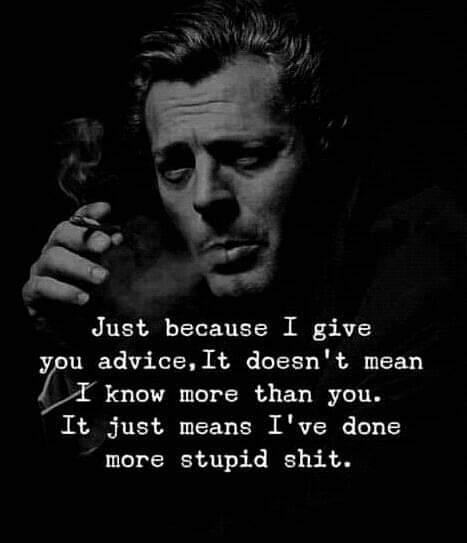 Just because I give
you advice,It doesn't mean
I know more than you.
It just means I've done
more stupid shit.